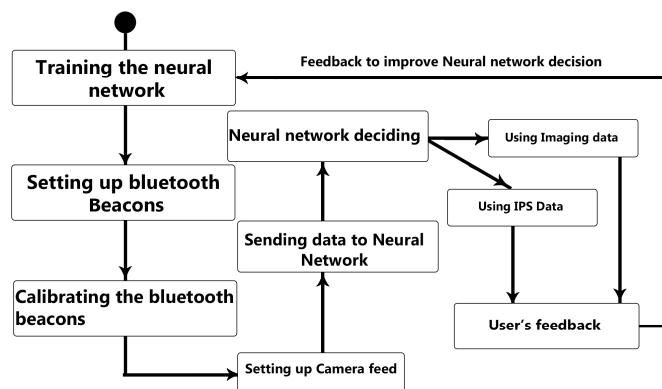 Training the neural
network
Feedback to improve Neural network decision
Neural network deciding
Using Imaging data
Setting up bluetooth
Beacons
Using IPS Data
Sending data to Neural
Network
Calibrating the bluetooth
beacons
User's feedback
Setting up Camera feed